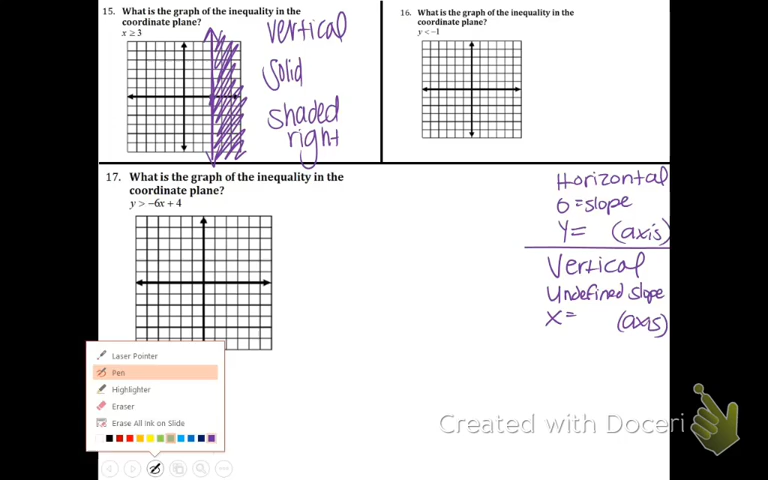 15. What is the graph of the inequality in the
coordinate plane?
x ≥ 3
vertical
Solid
shaded
right
16. What is the graph of the inequality in the
coordinate plane?
y < −1
17. What is the graph of the inequality in the
coordinate plane?
y > −6x + 4
Horizontal
0 = slope
Y= (axis)
Vertical
Undefined slope
X= (axis)
Laser Pointer
Pen
Highlighter
Eraser
Erase All Ink on Slide
Created with Doceri